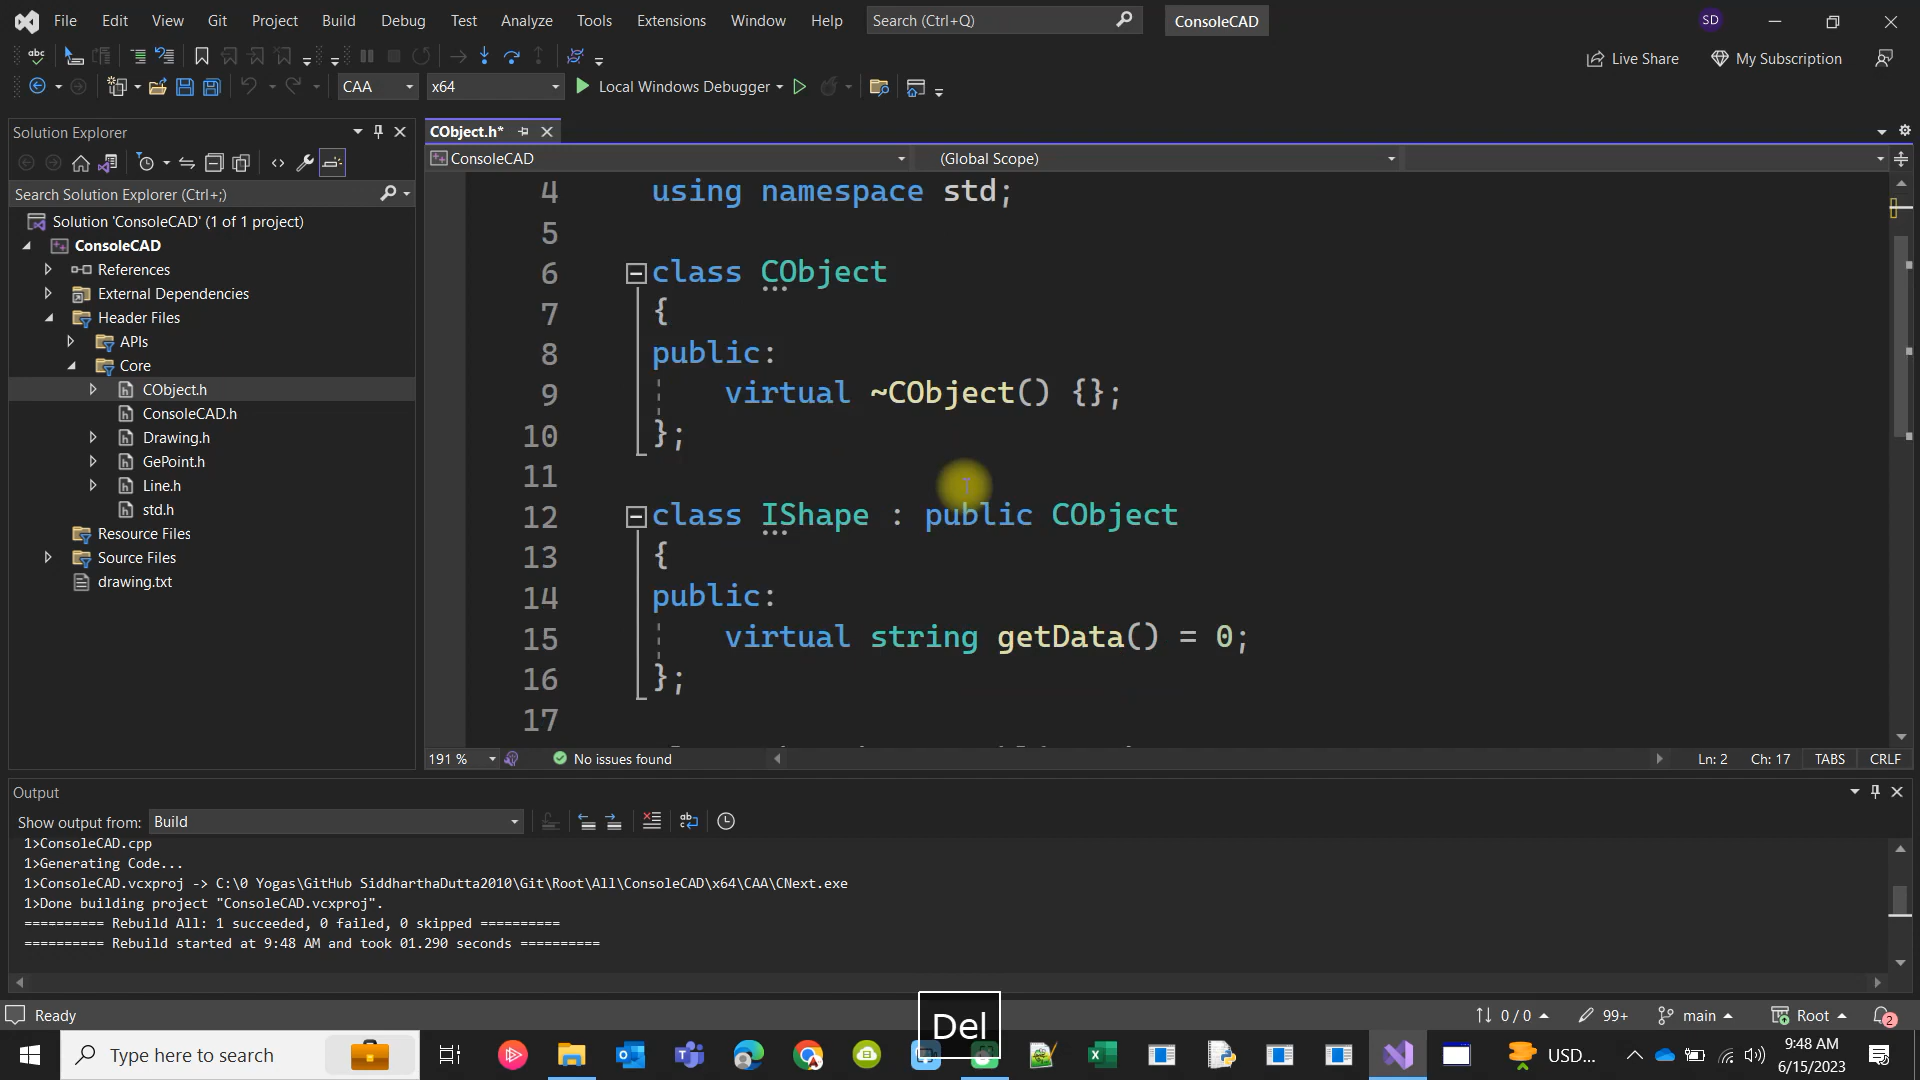 File Edit View Git Project Build Debug Test Analyze Tools Extensions Window Help Search (Ctrl+Q) ConsoleCAD SD
Live Share My Subscription
CAA x64 Local Windows Debugger
Solution Explorer
CObject.h*
ConsoleCAD (Global Scope)
Search Solution Explorer (Ctrl+;)
Solution 'ConsoleCAD' (1 of 1 project)
ConsoleCAD
References
External Dependencies
Header Files
APIs
Core
CObject.h
ConsoleCAD.h
Drawing.h
GePoint.h
Line.h
std.h
Resource Files
Source Files
drawing.txt
4 using namespace std;
5
6 class CObject
7 {
8 public:
9 virtual ~CObject() {};
10 };
11
12 class IShape : public CObject
13 {
14 public:
15 virtual string getData() = 0;
16 };
17
191 % No issues found Ln: 2 Ch: 17 TABS CRLF
Output
Show output from: Build
1>ConsoleCAD.cpp
1>Generating Code...
1>ConsoleCAD.vcxproj -> C:\0 Yogas\GitHub SiddharthaDutta2010\Git\Root\All\ConsoleCAD\x64\CAA\CNext.exe
1>Done building project "ConsoleCAD.vcxproj".
========== Rebuild All: 1 succeeded, 0 failed, 0 skipped ==========
========== Rebuild started at 9:48 AM and took 01.290 seconds ==========
Ready 0 / 0 99+ main Root 2
Del
Type here to search
USD...
9:48 AM
6/15/2023